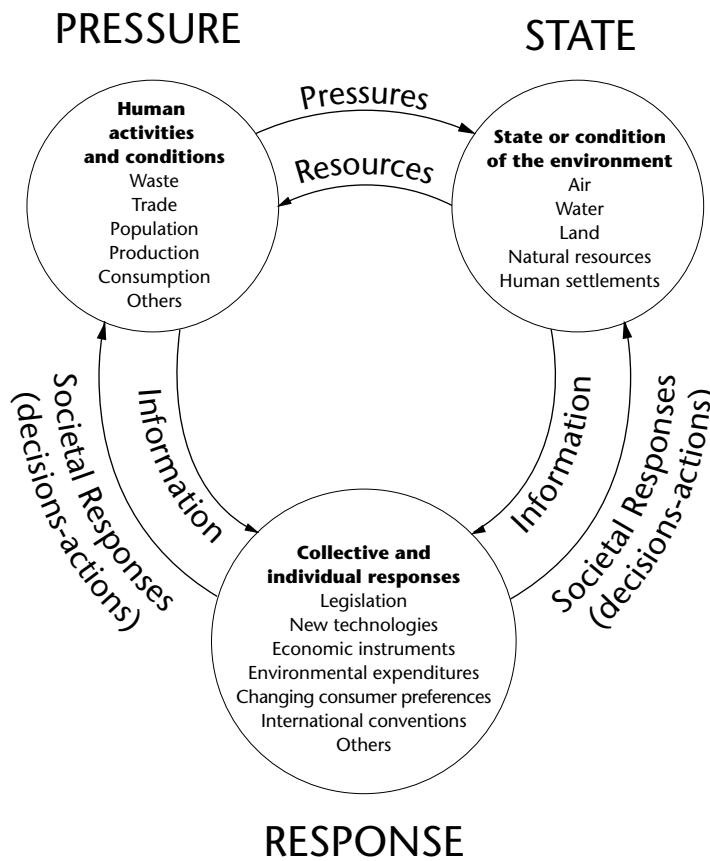 PRESSURE
STATE
Pressures
Resources
Human
activities
and conditions
Waste
Trade
Population
Production
Consumption
Others
State or condition
of the environment
Air
Water
Land
Natural resources
Human settlements
Societal Responses
(decisions-actions)
Information
Information
Societal Responses
(decisions-actions)
Collective and
individual responses
Legislation
New technologies
Economic instruments
Environmental expenditures
Changing consumer preferences
International conventions
Others
RESPONSE